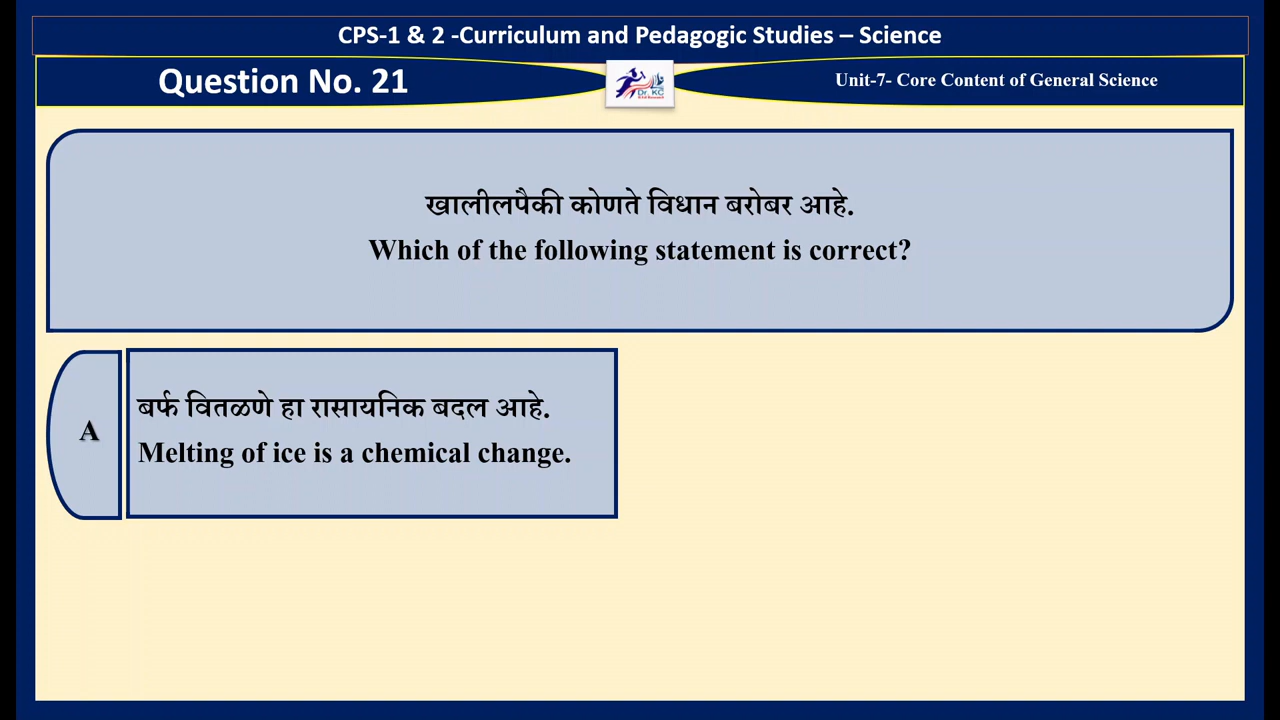 CPS-1 & 2 -Curriculum and Pedagogic Studies – Science
Question No. 21
Dr. KC
Unit-7- Core Content of General Science
खालीलपैकी कोणते विधान बरोबर आहे.
Which of the following statement is correct?
A
बर्फ वितळणे हा रासायनिक बदल आहे.
Melting of ice is a chemical change.